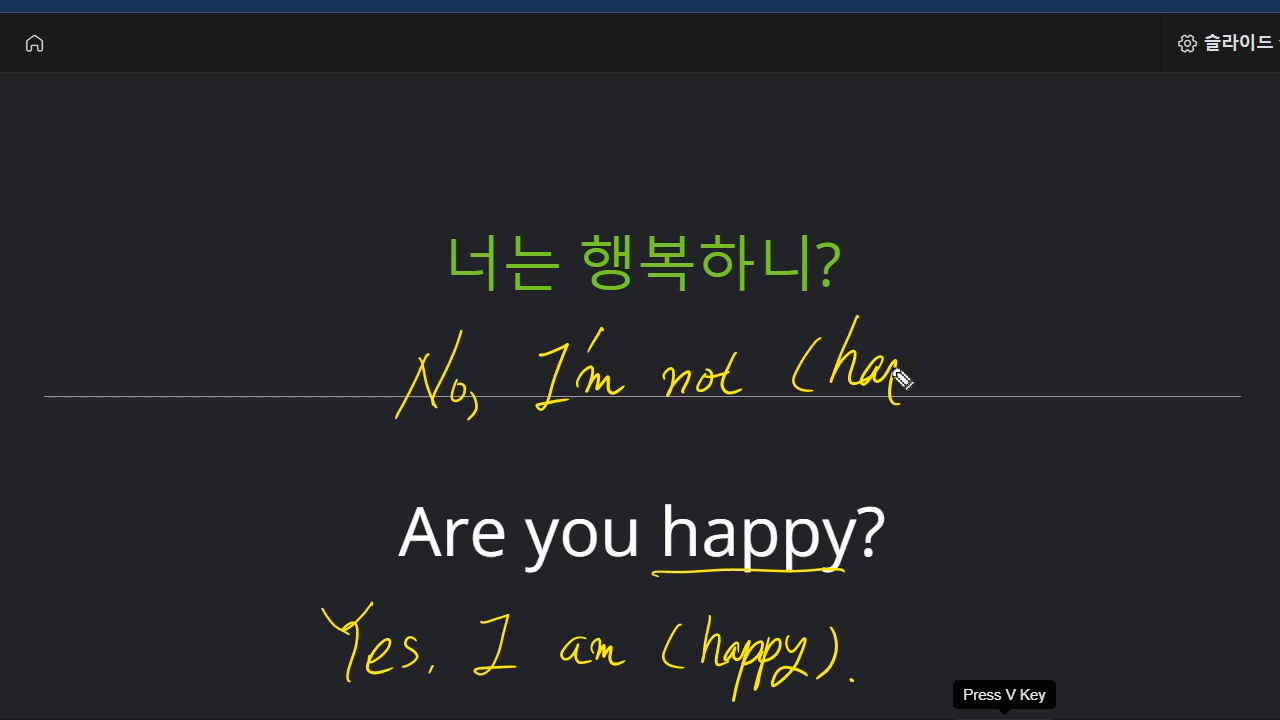 슬라이드
너는 행복하니?
No, I'm not (hap
Are you happy?
Yes, I am (happy).
Press V Key